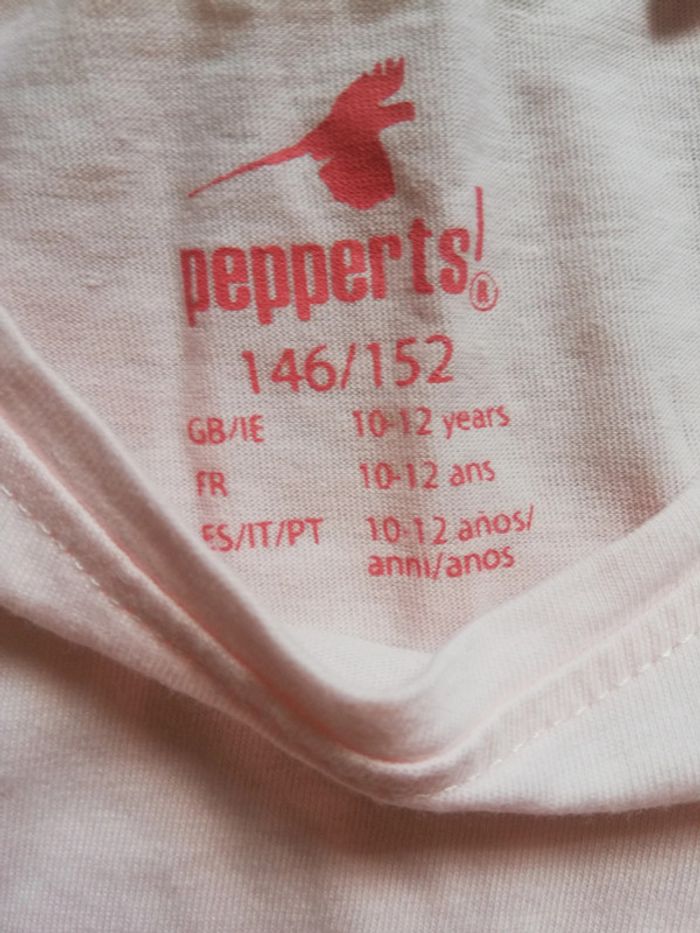 pepperts!
®
146/152
GB/IE 10-12 years
FR 10-12 ans
ES/IT/PT 10-12 años/
anni/anos